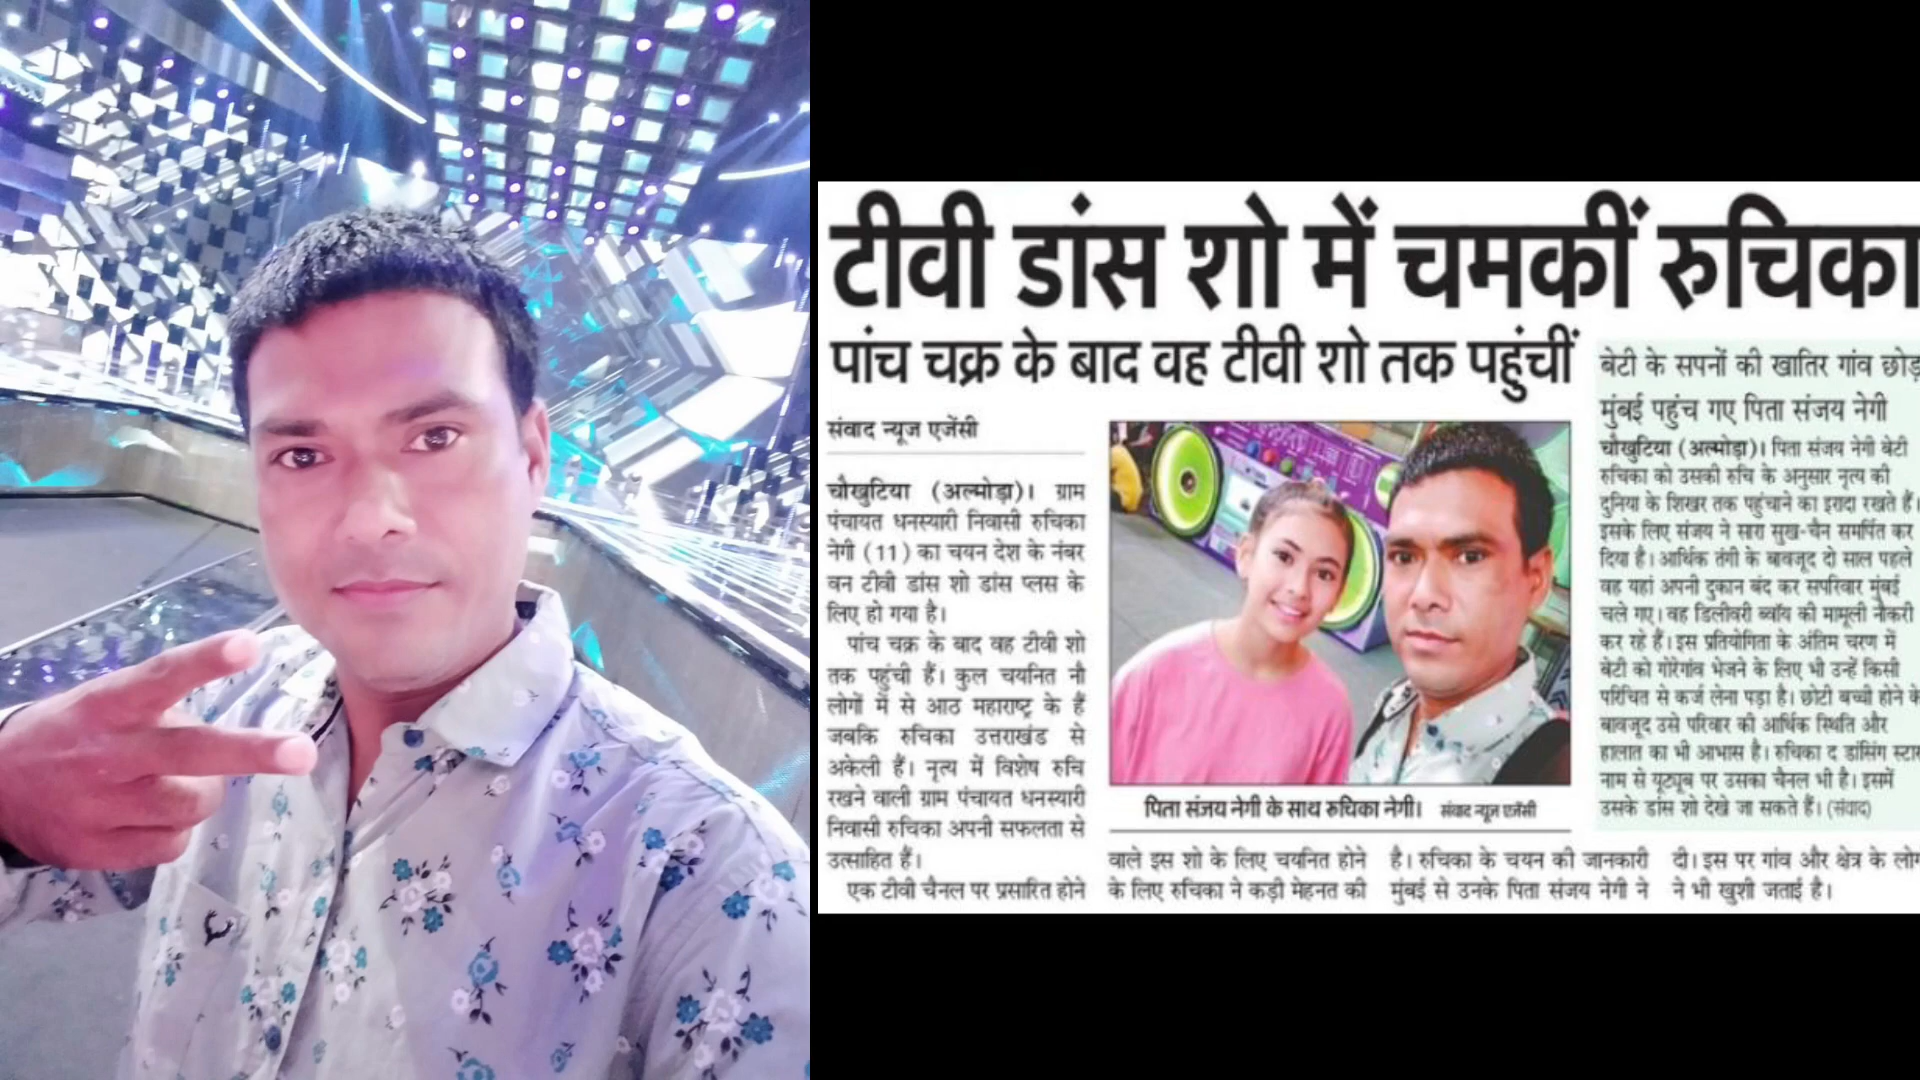 टीवी डांस शो में चमकीं रुचिका
पांच चक्र के बाद वह टीवी शो तक पहुंचीं
संवाद न्यूज एजेंसी
चौखुटिया (अल्मोड़ा)। ग्राम
पंचायत धनस्यारी निवासी रुचिका
नेगी (11) का चयन देश के नंबर
वन टीवी डांस शो डांस प्लस के
लिए हो गया है।
पांच चक्र के बाद वह टीवी शो
तक पहुंची हैं। कुल चयनित नौ
लोगों में से आठ महाराष्ट्र के हैं
जबकि रुचिका उत्तराखंड से
अकेली हैं। नृत्य में विशेष रुचि
रखने वाली ग्राम पंचायत धनस्यारी
निवासी रुचिका अपनी सफलता से
उत्साहित हैं।
एक टीवी चैनल पर प्रसारित होने
पिता संजय नेगी के साथ रुचिका नेगी। संवाद न्यूज एजेंसी
वाले इस शो के लिए चयनित होने
के लिए रुचिका ने कड़ी मेहनत की
है। रुचिका के चयन की जानकारी
मुंबई से उनके पिता संजय नेगी ने
दी। इस पर गांव और क्षेत्र के लोग
ने भी खुशी जताई है।
बेटी के सपनों की खातिर गांव छोड़
मुंबई पहुंच गए पिता संजय नेगी
चौखुटिया (अल्मोड़ा)। पिता संजय नेगी बेटी
रुचिका को उसकी रुचि के अनुसार नृत्य की
दुनिया के शिखर तक पहुंचाने का इरादा रखते हैं।
इसके लिए संजय ने सारा सुख-चैन समर्पित कर
दिया है। आर्थिक तंगी के बावजूद दो साल पहले
वह यहां अपनी दुकान बंद कर सपरिवार मुंबई
चले गए। वह डिलीवरी ब्वॉय की मामूली नौकरी
कर रहे हैं। इस प्रतियोगिता के अंतिम चरण में
बेटी को गोरेगांव भेजने के लिए भी उन्हें किसी
परिचित से कर्ज लेना पड़ा है। छोटी बच्ची होने के
बावजूद उसे परिवार की आर्थिक स्थिति और
हालात का भी आभास है। रुचिका द डांसिंग स्टार
नाम से यूट्यूब पर उसका चैनल भी है। इसमें
उसके डांस शो देखे जा सकते हैं। (संवाद)